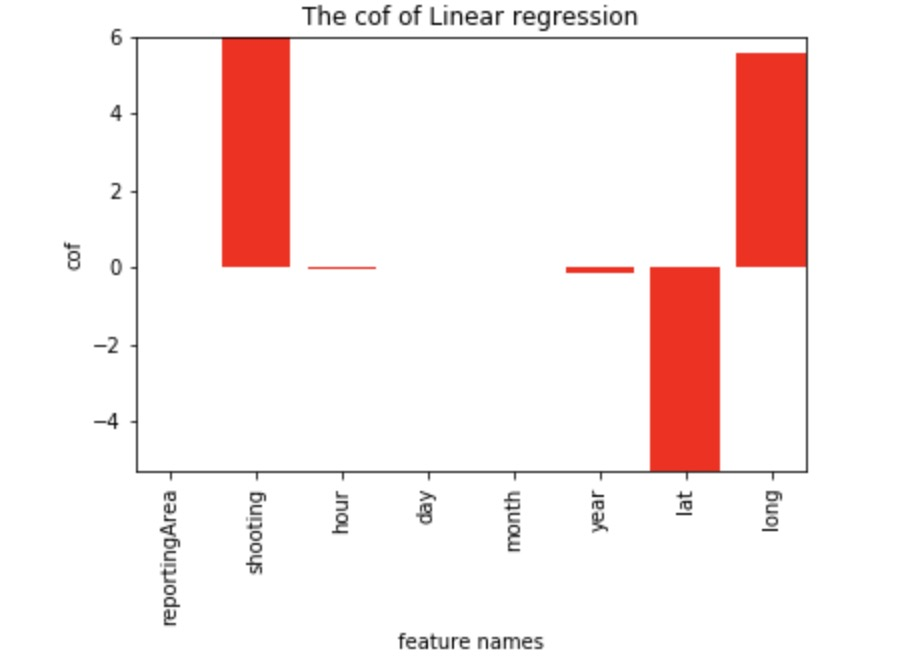 The cof of Linear regression
6
4
2
0
−2
−4
cof
reportingArea
shooting
hour
day
month
year
lat
long
feature names